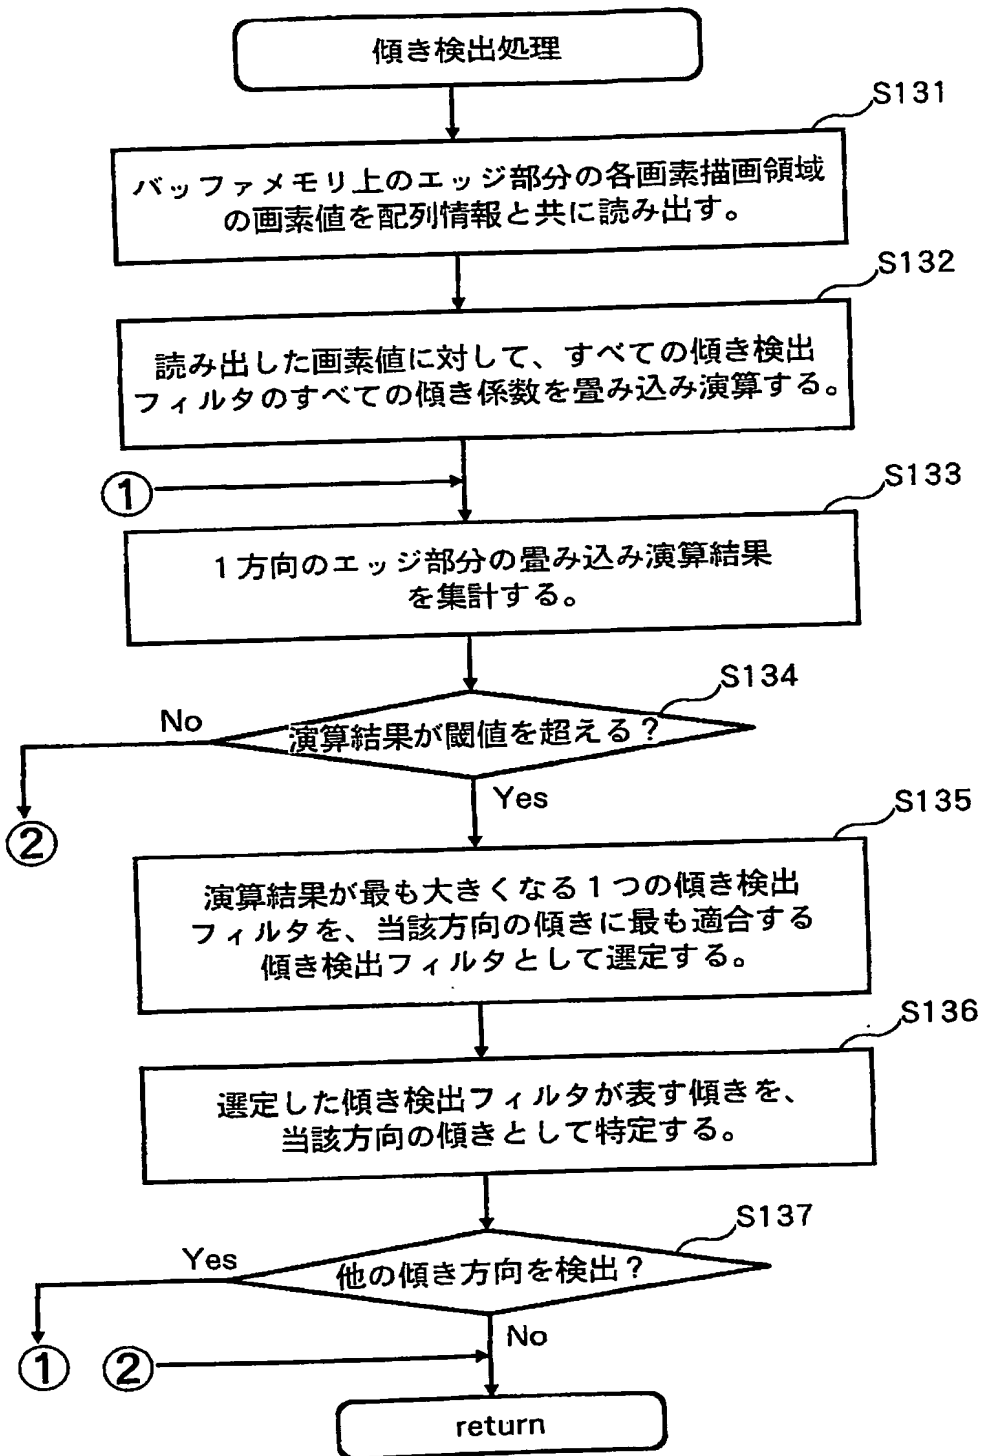 傾き検出処理
S131
バッファメモリ上のエッジ部分の各画素描画領域
の画素値を配列情報と共に読み出す。
S132
読み出した画素値に対して、すべての傾き検出
フィルタのすべての傾き係数を畳み込み演算する。
①
S133
1方向のエッジ部分の畳み込み演算結果
を集計する。
S134
No
演算結果が閾値を超える？
Yes
②
S135
演算結果が最も大きくなる1つの傾き検出
フィルタを、当該方向の傾きに最も適合する
傾き検出フィルタとして選定する。
S136
選定した傾き検出フィルタが表す傾きを、
当該方向の傾きとして特定する。
S137
Yes
他の傾き方向を検出？
No
① ②
return